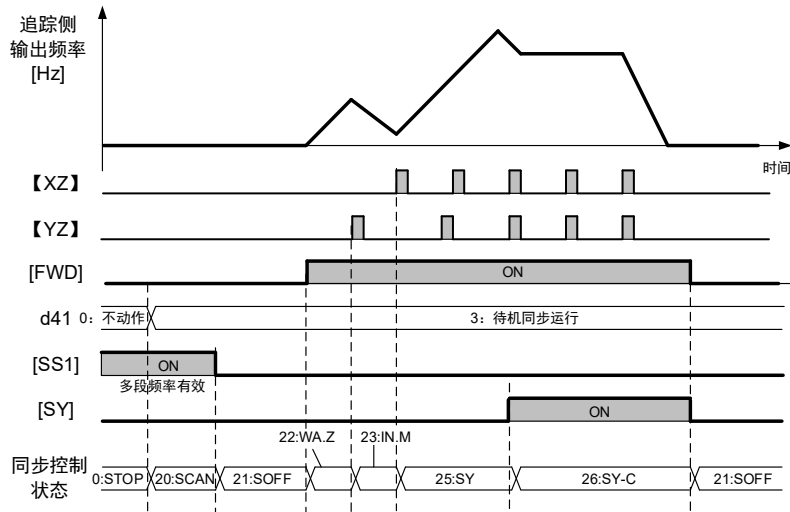 追踪侧
输出频率
[Hz]
时间
【XZ】
【YZ】
[FWD]
ON
d41
0：不动作
3：待机同步运行
[SS1]
ON
多段频率有效
[SY]
ON
22:WA.Z
23:IN.M
同步控制
状态
0:STOP
20:SCAN
21:SOFF
25:SY
26:SY-C
21:SOFF